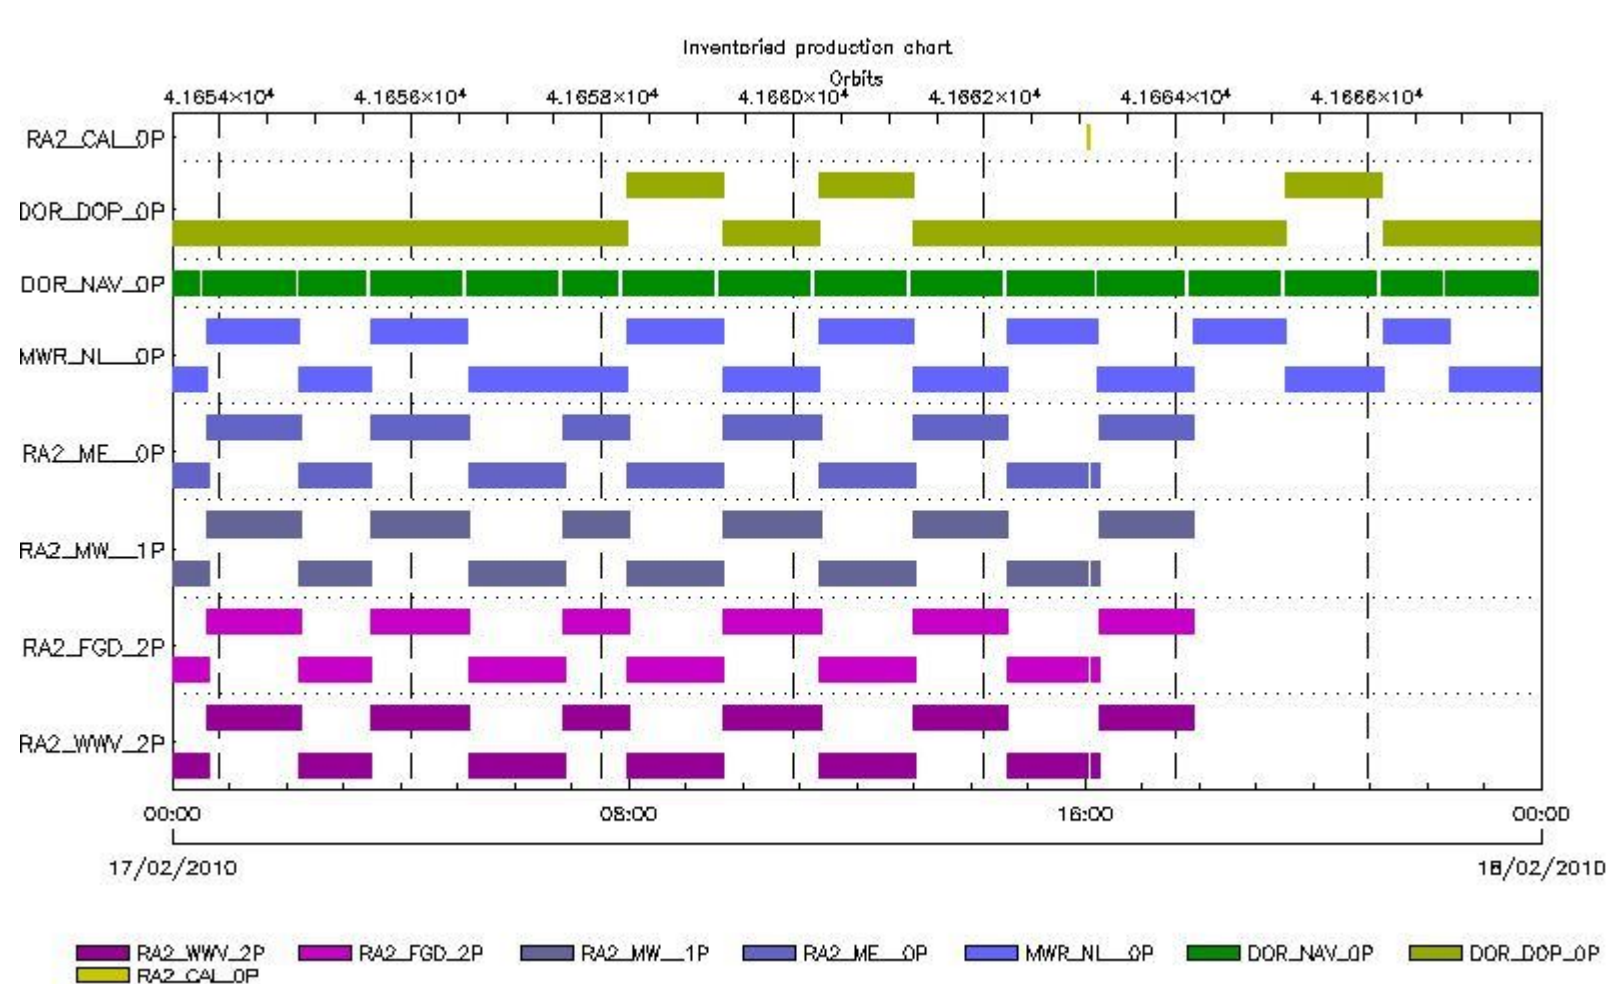 Inventoried production chart
Orbits
4.1654×10⁴ 4.1656×10⁴ 4.1658×10⁴ 4.1660×10⁴ 4.1662×10⁴ 4.1664×10⁴ 4.1666×10⁴
RA2_CAL_0P
DOR_DOP_0P
DOR_NAV_0P
MWR_NL__0P
RA2_ME__0P
RA2_MW__1P
RA2_FGD_2P
RA2_WWV_2P
00:00 08:00 16:00 00:00
17/02/2010 18/02/2010
RA2_WWV_2P RA2_FGD_2P RA2_MW__1P RA2_ME__0P MWR_NL__0P DOR_NAV_0P DOR_DOP_0P
RA2_CAL_0P